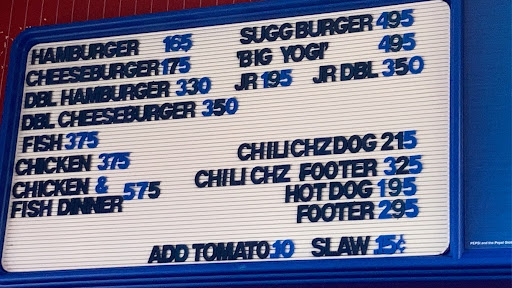 HAMBURGER 165
CHEESEBURGER 175
DBL HAMBURGER 330
DBL CHEESEBURGER 350
FISH 375
CHICKEN 375
CHICKEN &
FISH DINNER 575
SUGG BURGER 495
'BIG YOGI' 495
JR 195 JR DBL 350
CHILI CHZ DOG 215
CHILI CHZ FOOTER 325
HOT DOG 195
FOOTER 295
ADD TOMATO 10 SLAW 15¢